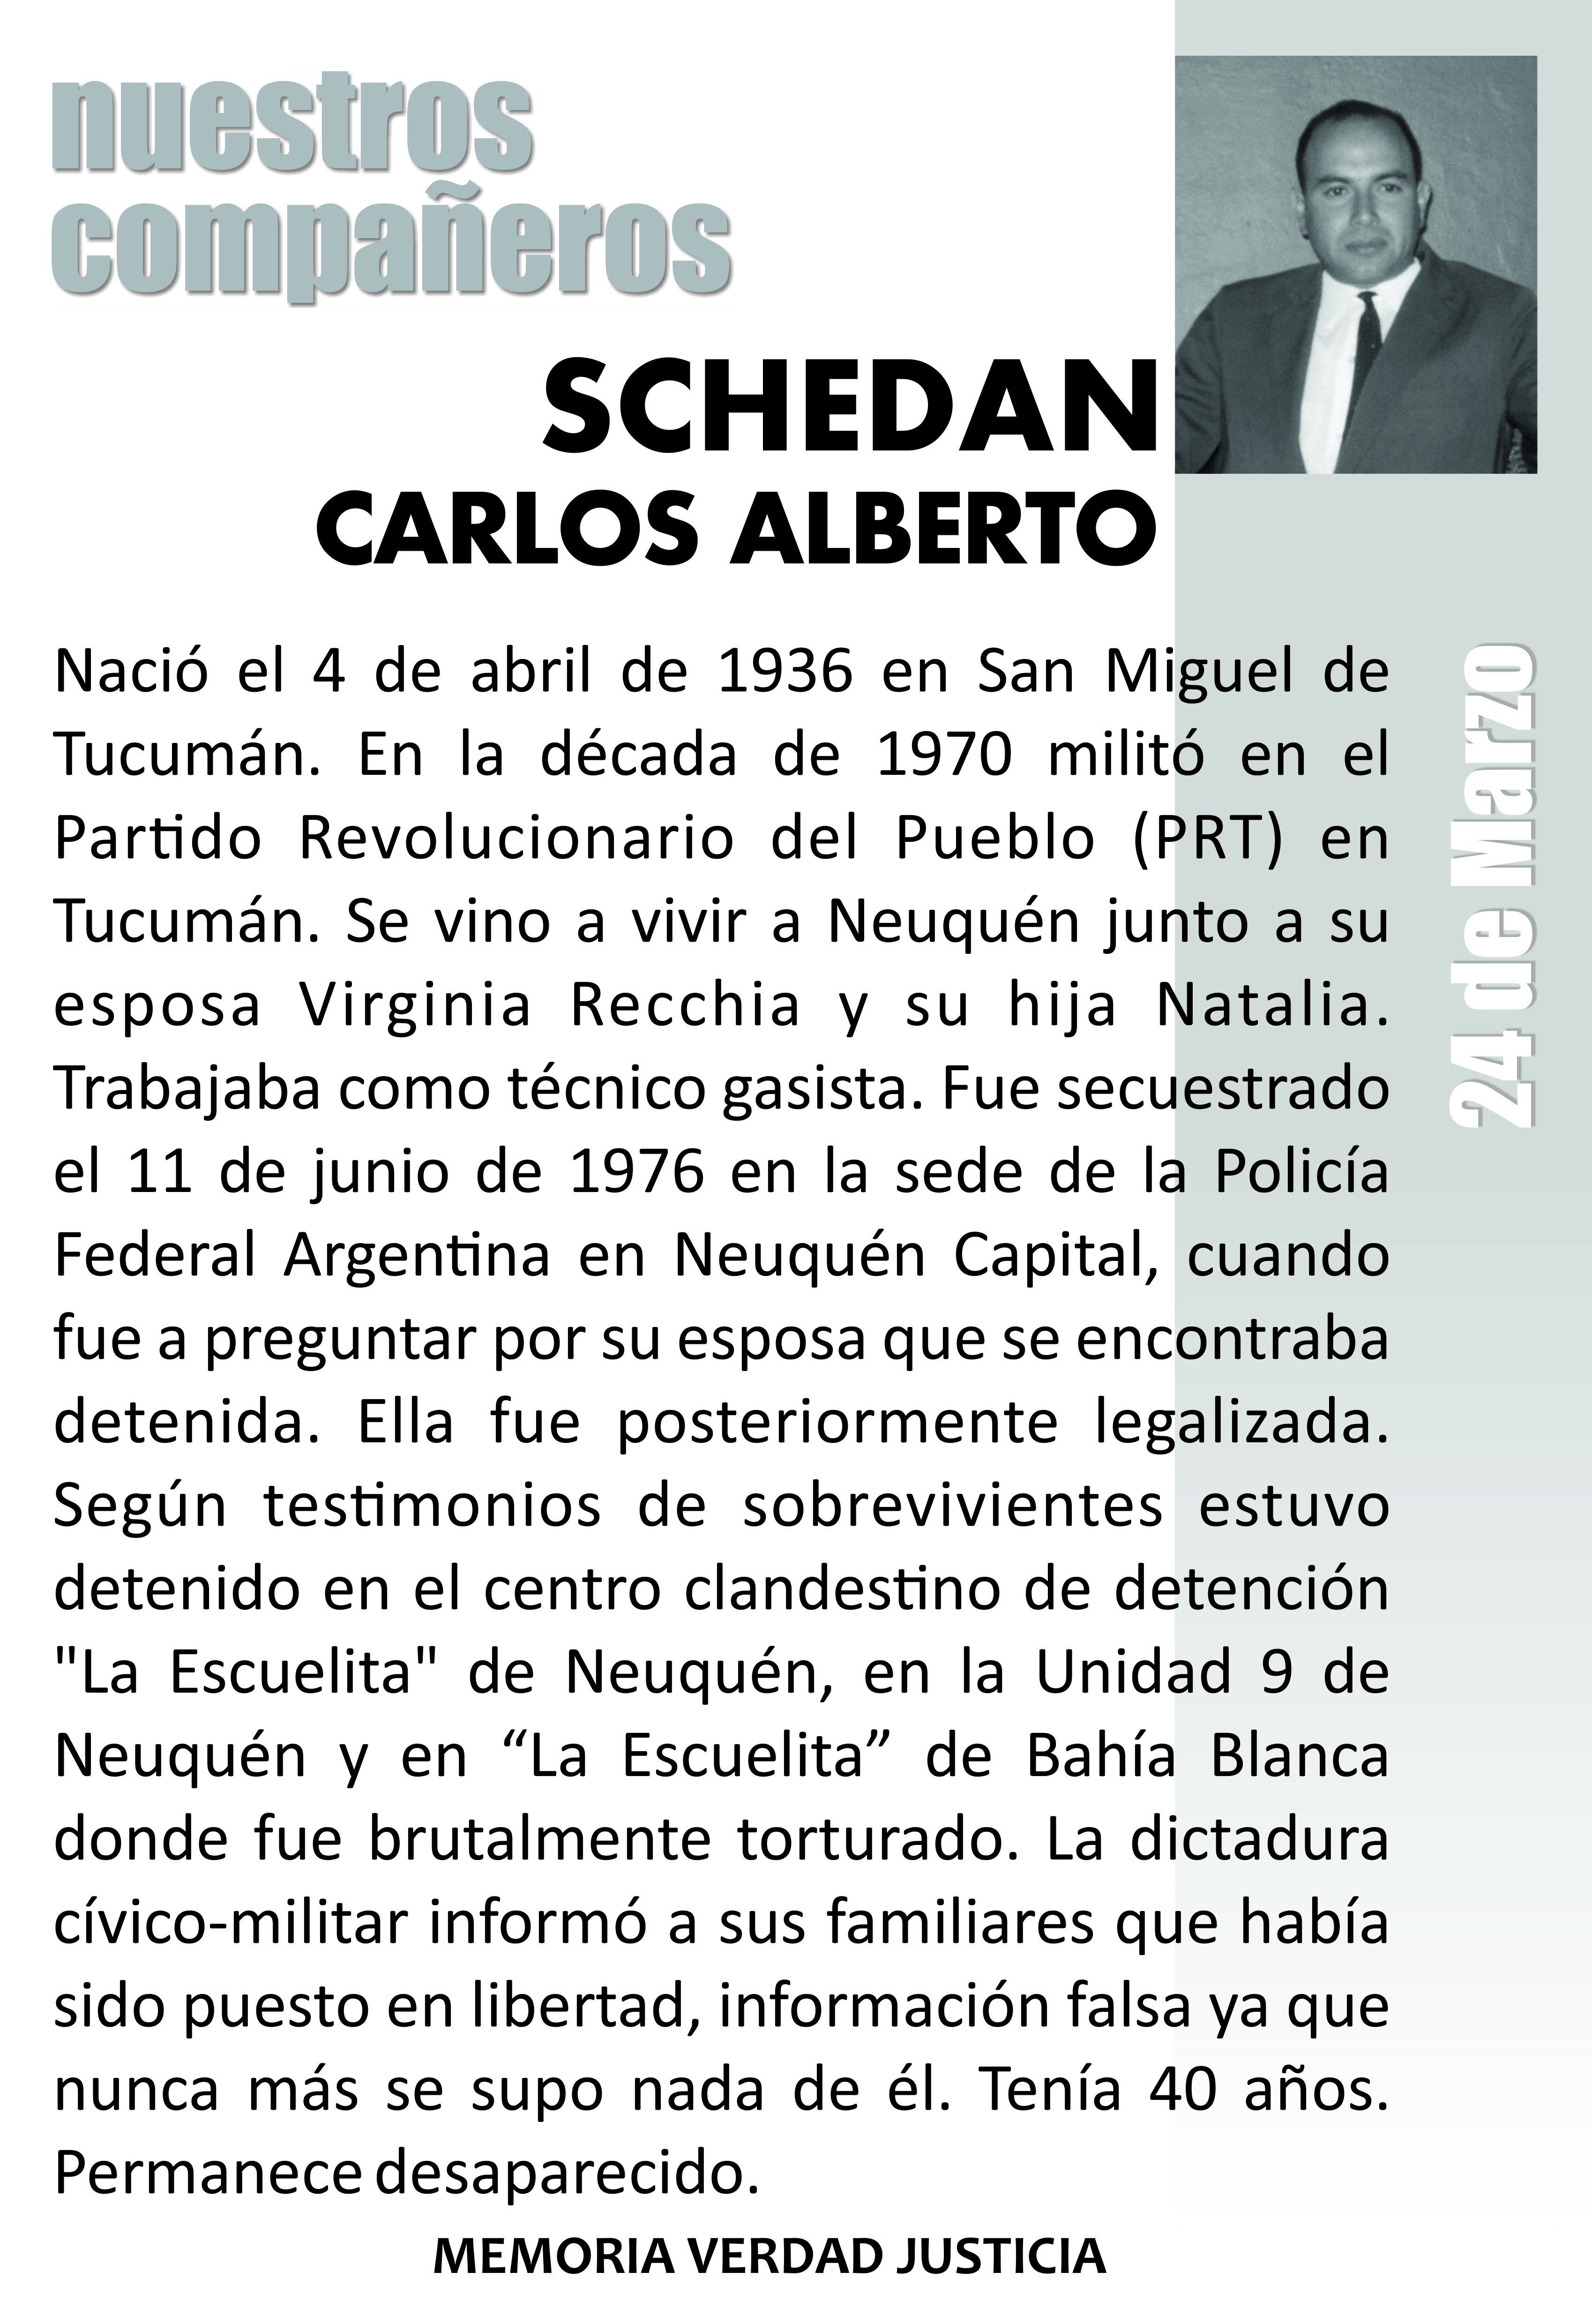 nuestros
compañeros
SCHEDAN
CARLOS ALBERTO
Nació el 4 de abril de 1936 en San Miguel de
Tucumán. En la década de 1970 militó en el
Partido Revolucionario del Pueblo (PRT) en
Tucumán. Se vino a vivir a Neuquén junto a su
esposa Virginia Recchia y su hija Natalia.
Trabajaba como técnico gasista. Fue secuestrado
el 11 de junio de 1976 en la sede de la Policía
Federal Argentina en Neuquén Capital, cuando
fue a preguntar por su esposa que se encontraba
detenida. Ella fue posteriormente legalizada.
Según testimonios de sobrevivientes estuvo
detenido en el centro clandestino de detención
"La Escuelita" de Neuquén, en la Unidad 9 de
Neuquén y en “La Escuelita” de Bahía Blanca
donde fue brutalmente torturado. La dictadura
cívico-militar informó a sus familiares que había
sido puesto en libertad, información falsa ya que
nunca más se supo nada de él. Tenía 40 años.
Permanece desaparecido.
24 de Marzo
MEMORIA VERDAD JUSTICIA